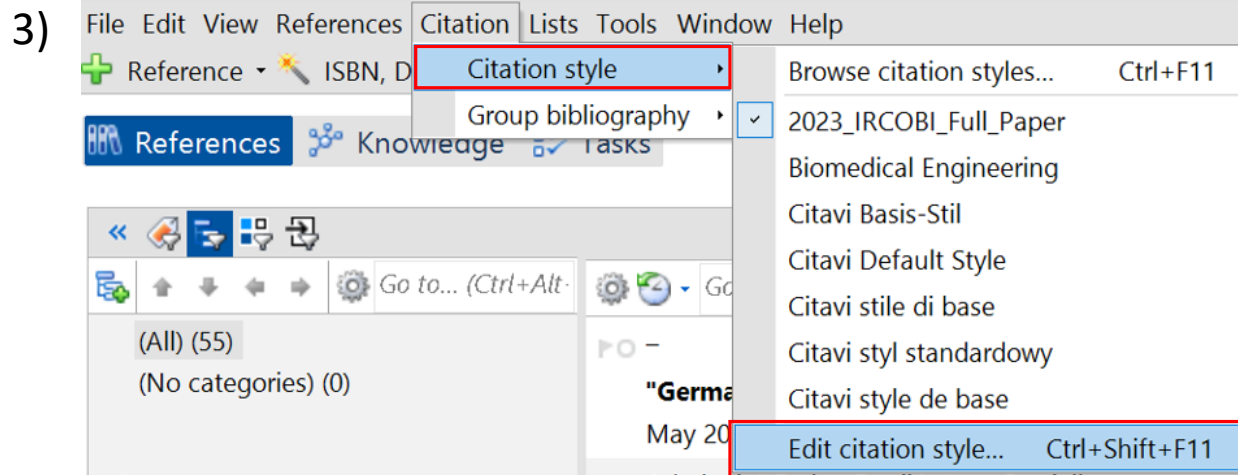 3)
File Edit View References Citation Lists Tools Window Help
Reference ISBN, D
Citation style
Browse citation styles... Ctrl+F11
Group bibliography
2023_IRCOBI_Full_Paper
References Knowledge Tasks
Biomedical Engineering
Citavi Basis-Stil
Citavi Default Style
Go to... (Ctrl+Alt- Go
Citavi stile di base
(All) (55)
Citavi styl standardowy
(No categories) (0)
"Germa
Citavi style de base
May 20
Edit citation style... Ctrl+Shift+F11